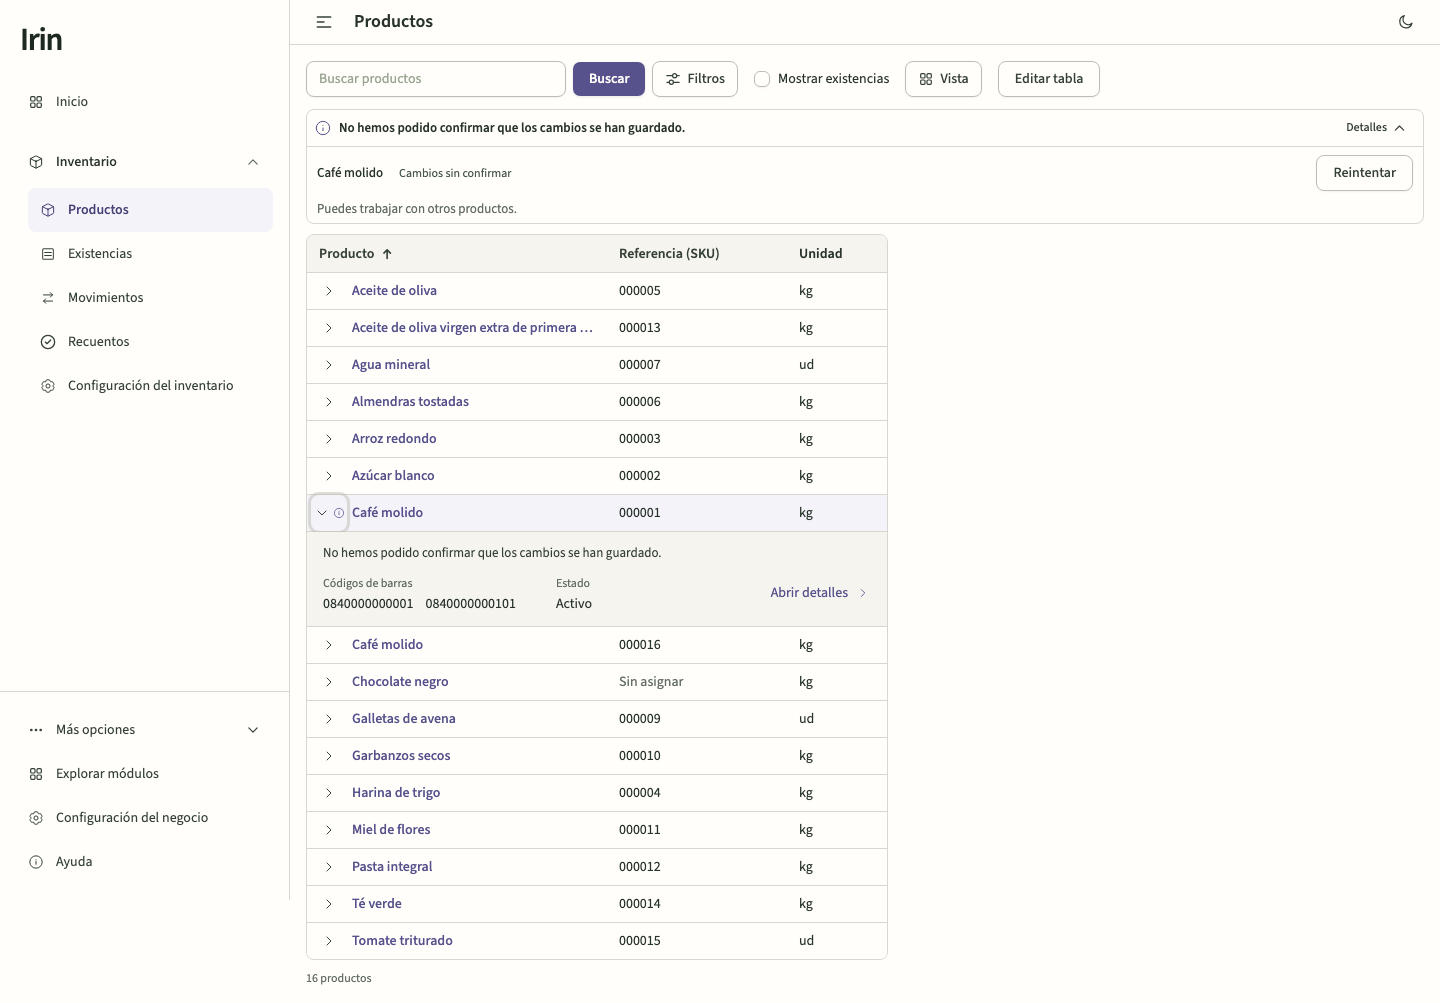 Irin
Inicio
Inventario
Productos
Existencias
Movimientos
Recuentos
Configuración del inventario
Más opciones
Explorar módulos
Configuración del negocio
Ayuda
Productos
Buscar productos
Buscar
Filtros
Mostrar existencias
Vista
Editar tabla
No hemos podido confirmar que los cambios se han guardado.
Detalles
Café molido Cambios sin confirmar
Reintentar
Puedes trabajar con otros productos.
Producto Referencia (SKU) Unidad
Aceite de oliva 000005 kg
Aceite de oliva virgen extra de primera … 000013 kg
Agua mineral 000007 ud
Almendras tostadas 000006 kg
Arroz redondo 000003 kg
Azúcar blanco 000002 kg
Café molido 000001 kg
No hemos podido confirmar que los cambios se han guardado.
Códigos de barras Estado
0840000000001 0840000000101 Activo
Abrir detalles
Café molido 000016 kg
Chocolate negro Sin asignar kg
Galletas de avena 000009 ud
Garbanzos secos 000010 kg
Harina de trigo 000004 kg
Miel de flores 000011 kg
Pasta integral 000012 kg
Té verde 000014 kg
Tomate triturado 000015 ud
16 productos